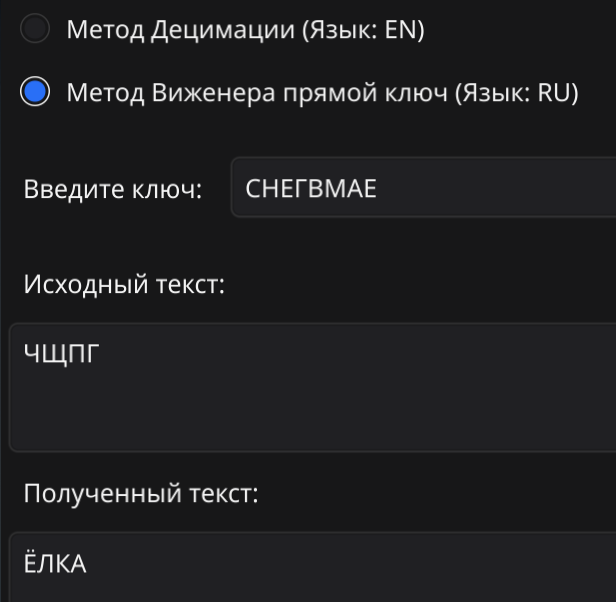 Метод Децимации (Язык: EN)
Метод Виженера прямой ключ (Язык: RU)
Введите ключ: СНЕГВМАЕ
Исходный текст:
ЧЩПГ
Полученный текст:
ЁЛКА